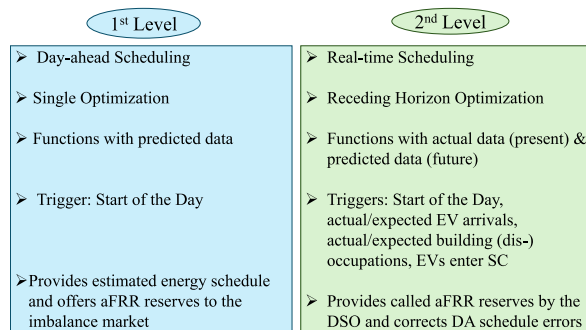 1st Level
➢ Day-ahead Scheduling
➢ Single Optimization
➢ Functions with predicted data
➢ Trigger: Start of the Day
➢Provides estimated energy schedule
and offers aFRR reserves to the
imbalance market
2nd Level
➢ Real-time Scheduling
➢ Receding Horizon Optimization
➢ Functions with actual data (present) &
predicted data (future)
➢ Triggers: Start of the Day,
actual/expected EV arrivals,
actual/expected building (dis-)
occupations, EVs enter SC
➢ Provides called aFRR reserves by the
DSO and corrects DA schedule errors